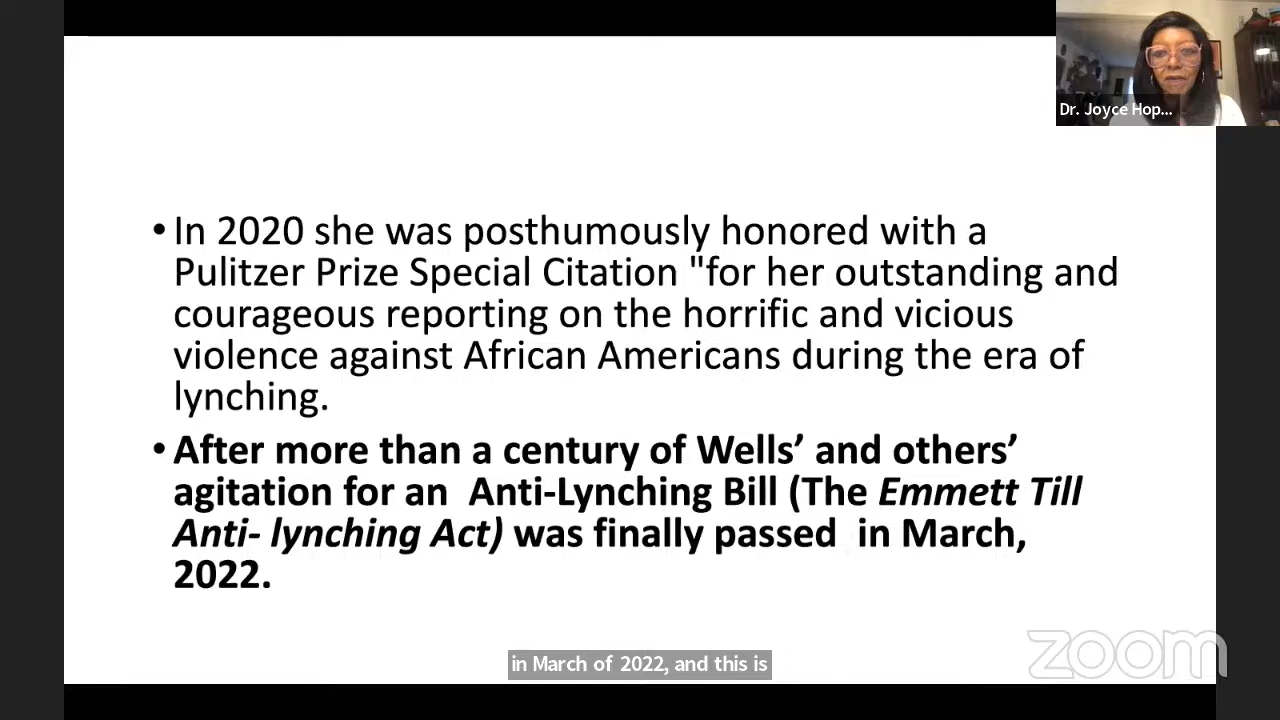 Dr. Joyce Hop...
• In 2020 she was posthumously honored with a
Pulitzer Prize Special Citation "for her outstanding and
courageous reporting on the horrific and vicious
violence against African Americans during the era of
lynching.
• After more than a century of Wells’ and others’
agitation for an  Anti-Lynching Bill (The Emmett Till
Anti- lynching Act) was finally passed  in March,
2022.
in March of 2022, and this is
zoom